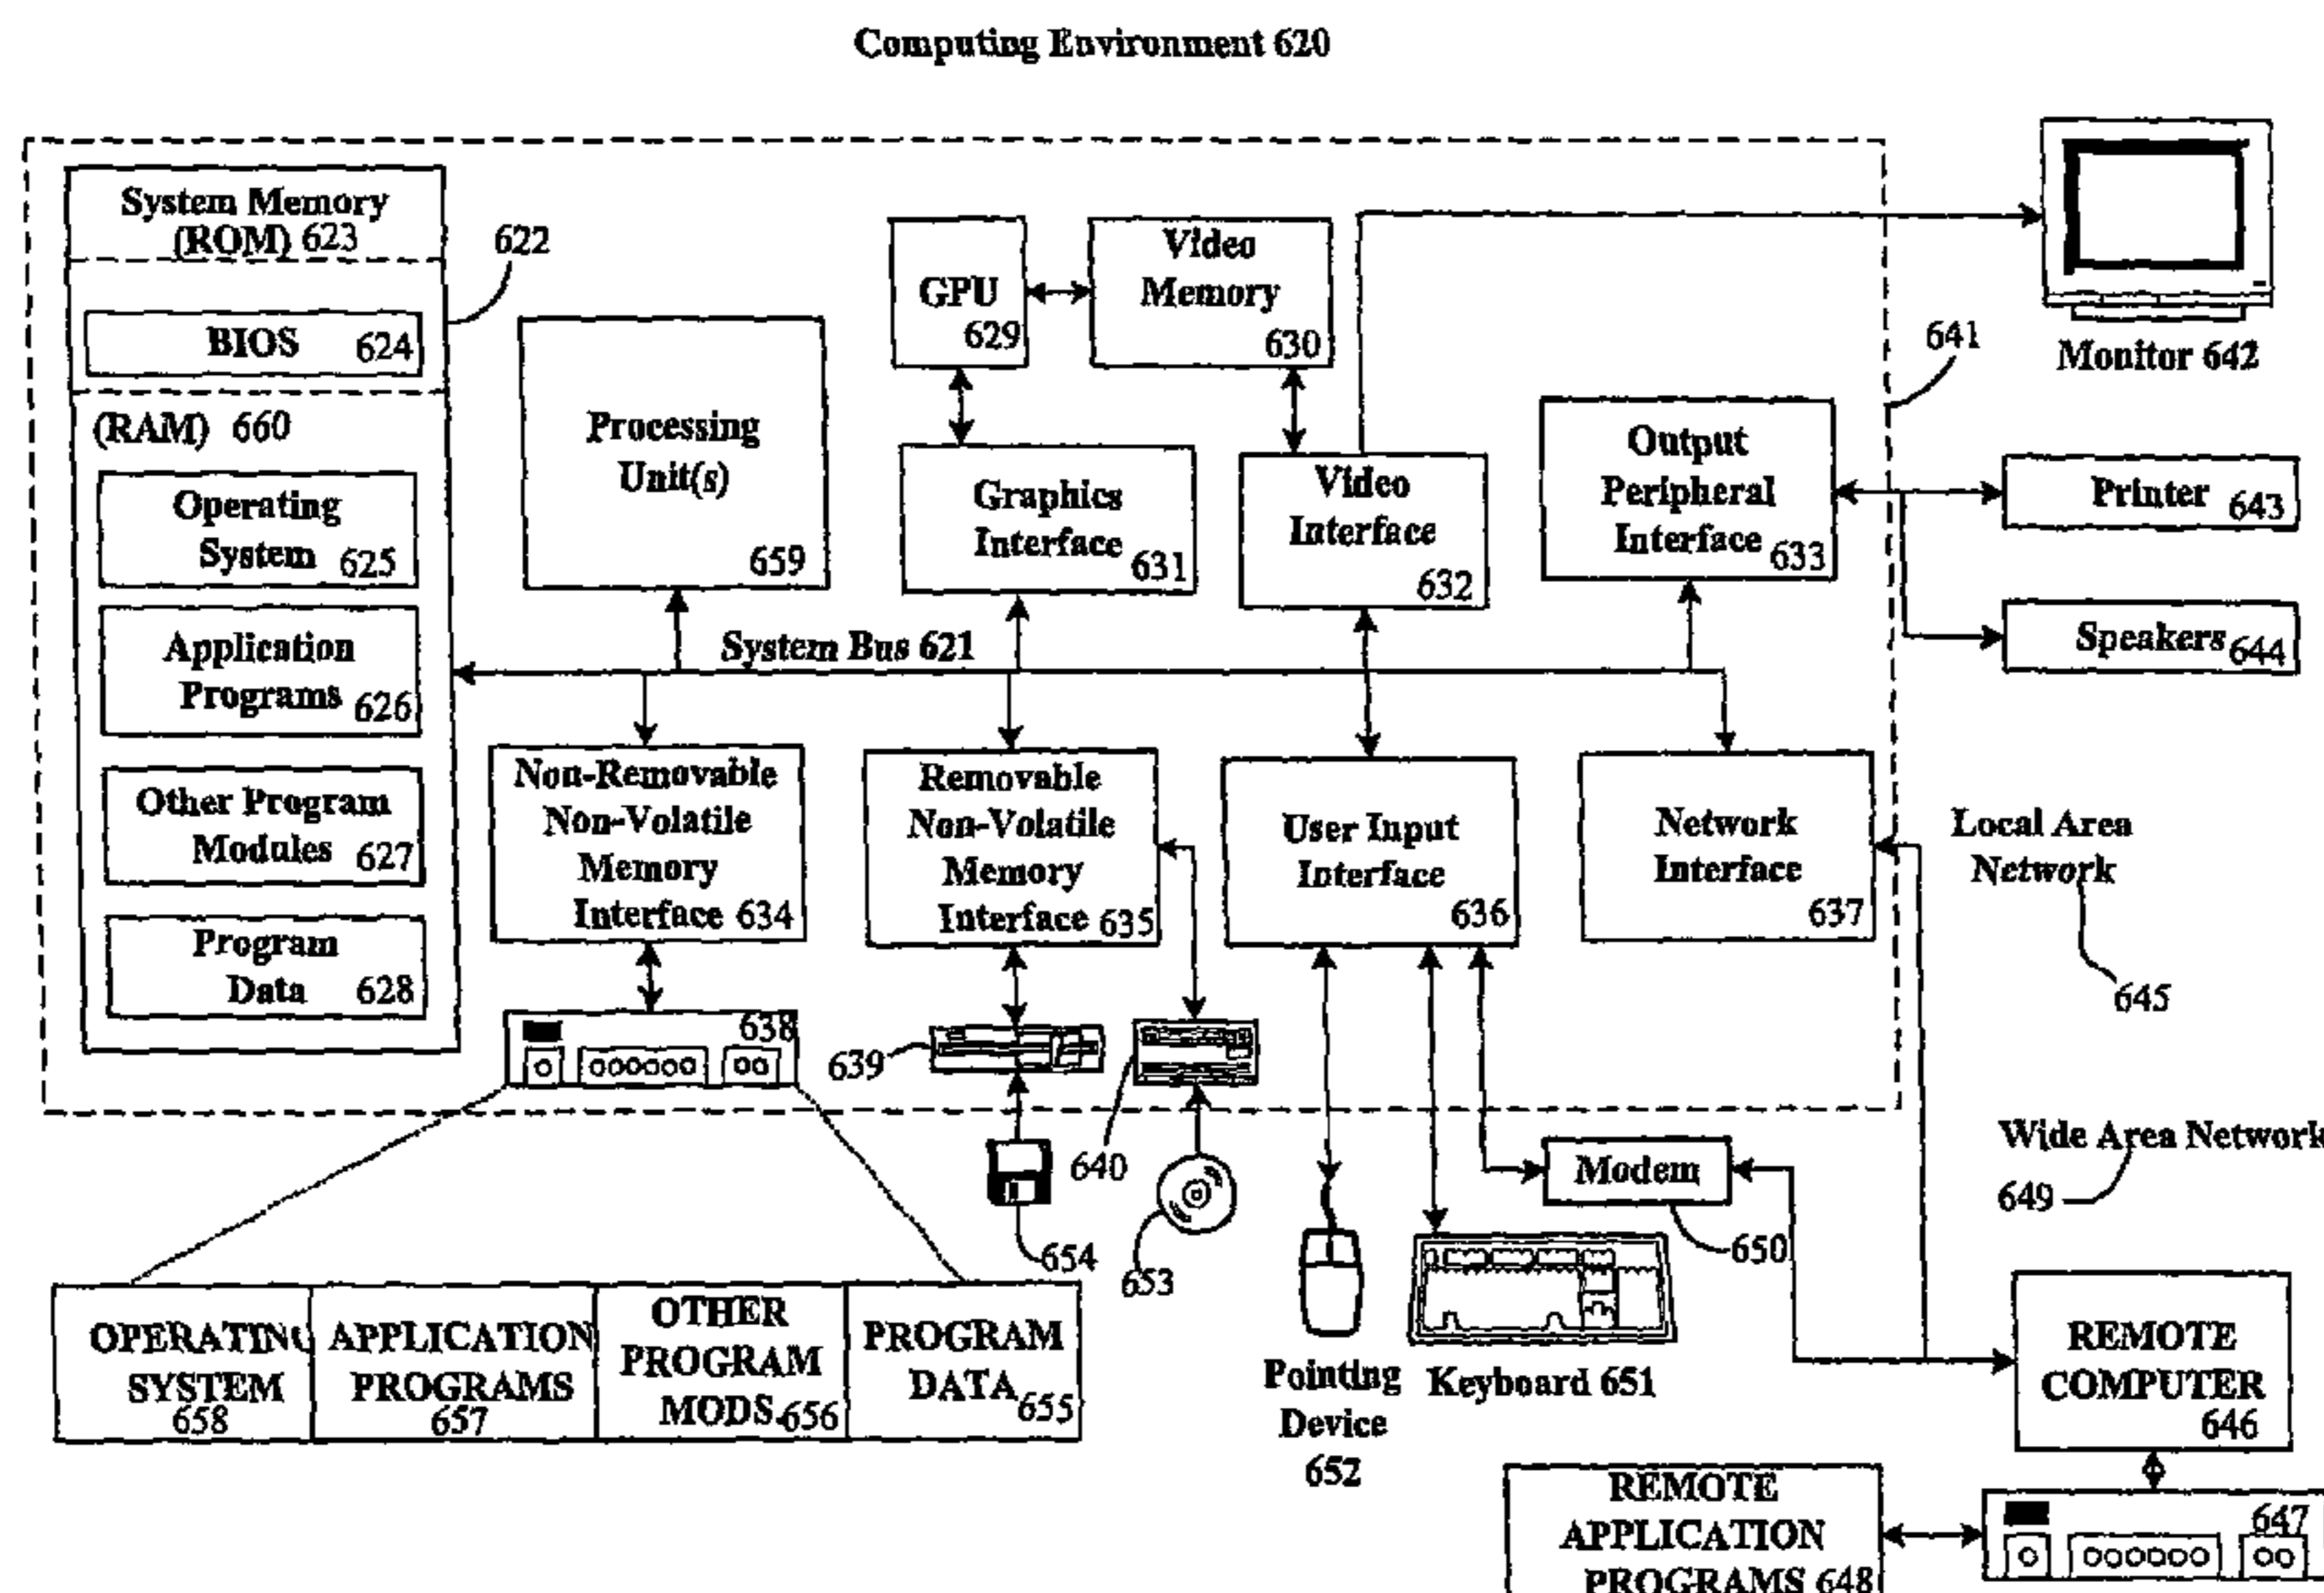 Computing Environment 620
System Memory
(ROM) 623
622
BIOS 624
(RAM) 660
Operating
System 625
Application
Programs 626
Other Program
Modules 627
Program
Data 628
Processing
Unit(s)
659
GPU
629
Video
Memory
630
Graphics
Interface 631
Video
Interface
632
Output
Peripheral
Interface 633
641
Monitor 642
Printer 643
Speakers 644
System Bus 621
Non-Removable
Non-Volatile
Memory
Interface 634
Removable
Non-Volatile
Memory
Interface 635
User Input
Interface
636
Network
Interface
637
Local Area
Network
645
638
639
640
654
653
Modem
650
Wide Area Network
649
OPERATING
SYSTEM
658
APPLICATION
PROGRAMS
657
OTHER
PROGRAM
MODS. 656
PROGRAM
DATA 655
Pointing
Device
652
Keyboard 651
REMOTE
COMPUTER
646
REMOTE
APPLICATION
PROGRAMS 648
647